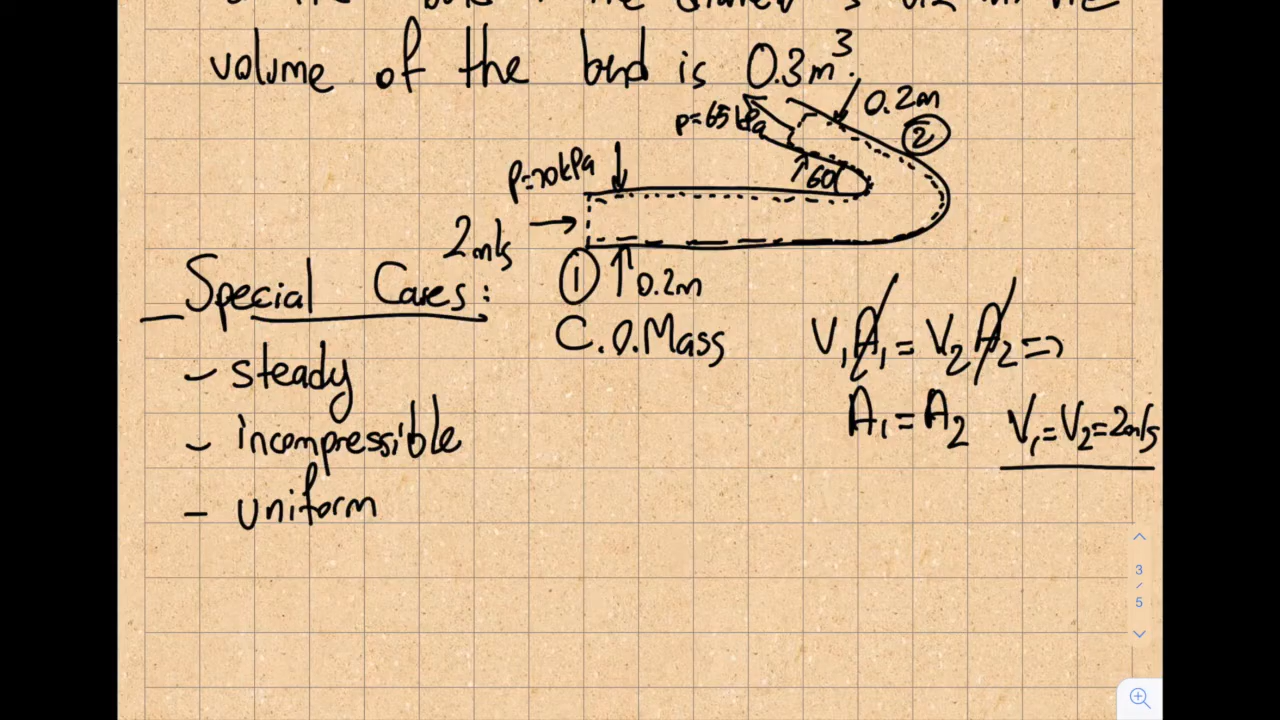 volume of the bend is 0.3m³.
0.2m
②
p=65kPa
60
p=70kPa
2m/s
①
0.2m
Special Cases:
C.O.Mass
V₁A₁ = V₂A₂ =>
- steady
A₁ = A₂
V₁=V₂=2m/s
- incompressible
- uniform
3
/
5